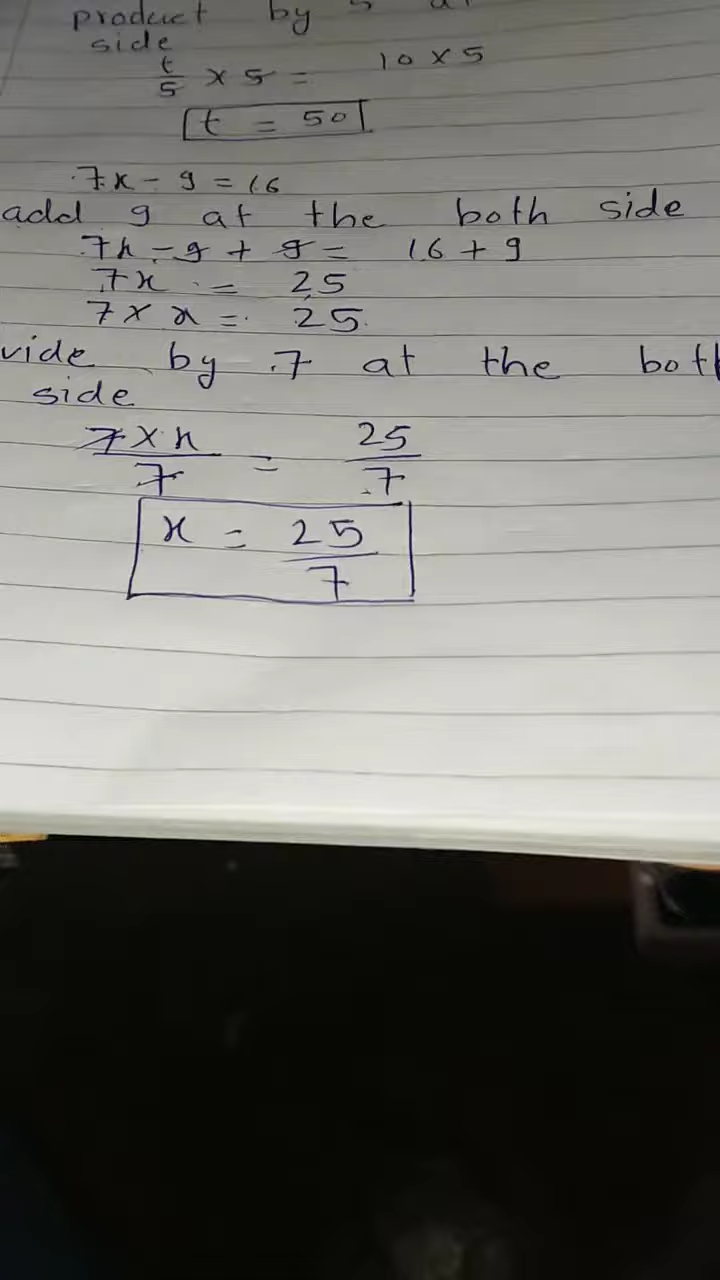 product by 5 at
side
t/5 × 5 = 10 × 5
t = 50
7x - 9 = 16
add 9 at the both side
7x - 9 + 9 = 16 + 9
7x = 25
7 × x = 25
vide by 7 at the both
side
7 × x / 7 = 25 / 7
x = 25 / 7